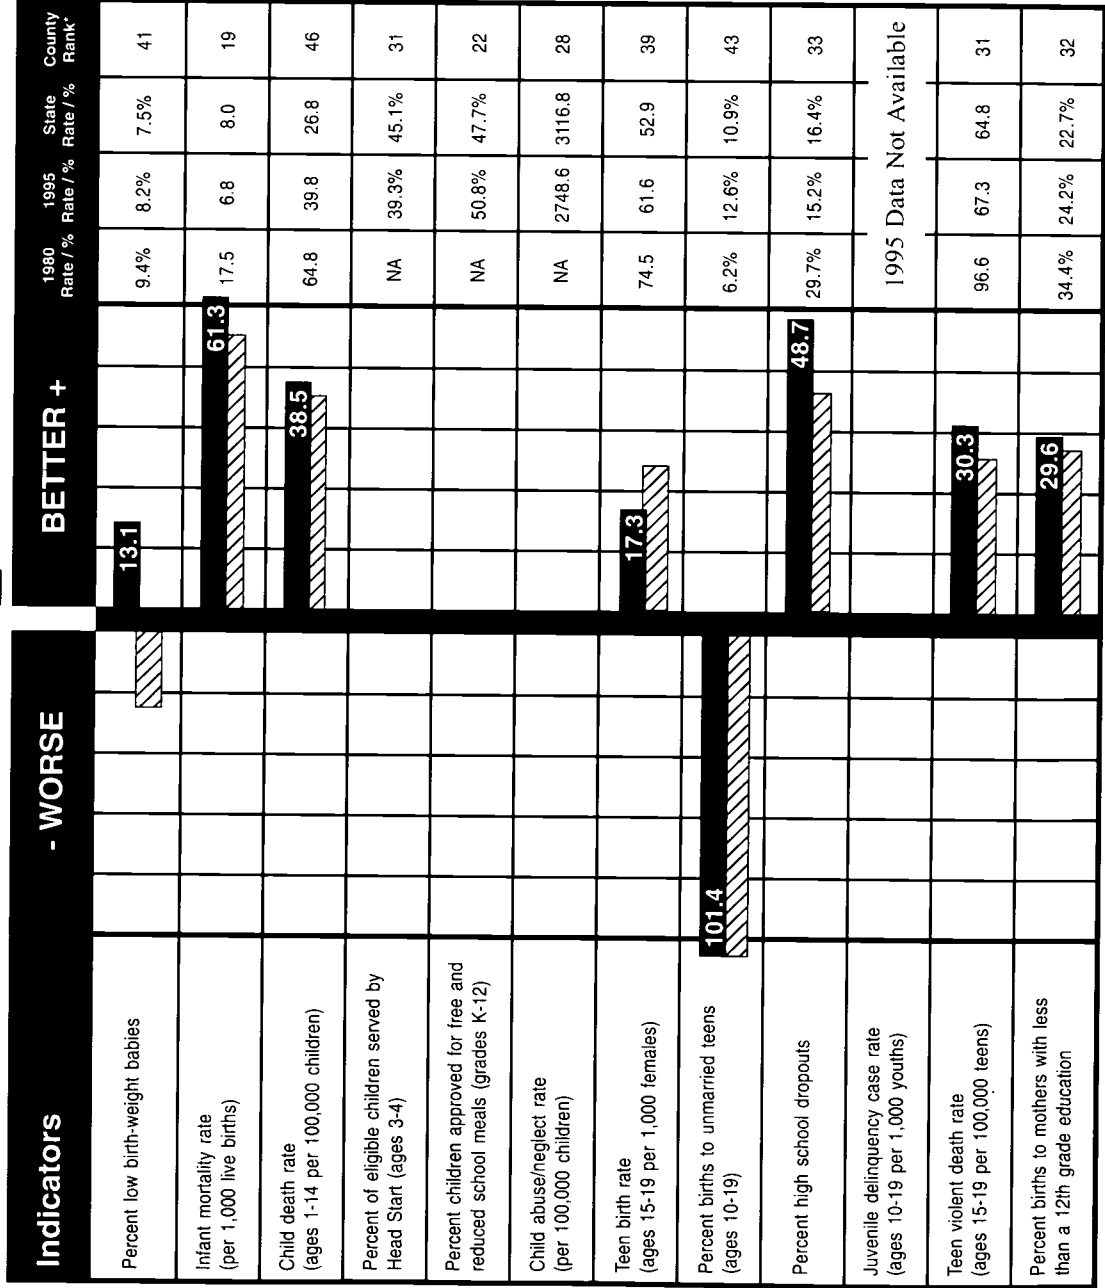 Indicators
- WORSE
BETTER +
1980
Rate / %
1995
Rate / %
State
Rate / %
County
Rank*
Percent low birth-weight babies
13.1
9.4%
8.2%
7.5%
41
Infant mortality rate
(per 1,000 live births)
61.3
17.5
6.8
8.0
19
Child death rate
(ages 1-14 per 100,000 children)
38.5
64.8
39.8
26.8
46
Percent of eligible children served by
Head Start (ages 3-4)
NA
39.3%
45.1%
31
Percent children approved for free and
reduced school meals (grades K-12)
NA
50.8%
47.7%
22
Child abuse/neglect rate
(per 100,000 children)
NA
2748.6
3116.8
28
Teen birth rate
(ages 15-19 per 1,000 females)
17.3
74.5
61.6
52.9
39
Percent births to unmarried teens
(ages 10-19)
101.4
6.2%
12.6%
10.9%
43
Percent high school dropouts
48.7
29.7%
15.2%
16.4%
33
Juvenile delinquency case rate
(ages 10-19 per 1,000 youths)
1995 Data Not Available
Teen violent death rate
(ages 15-19 per 100,000 teens)
30.3
96.6
67.3
64.8
31
Percent births to mothers with less
than a 12th grade education
29.6
34.4%
24.2%
22.7%
32